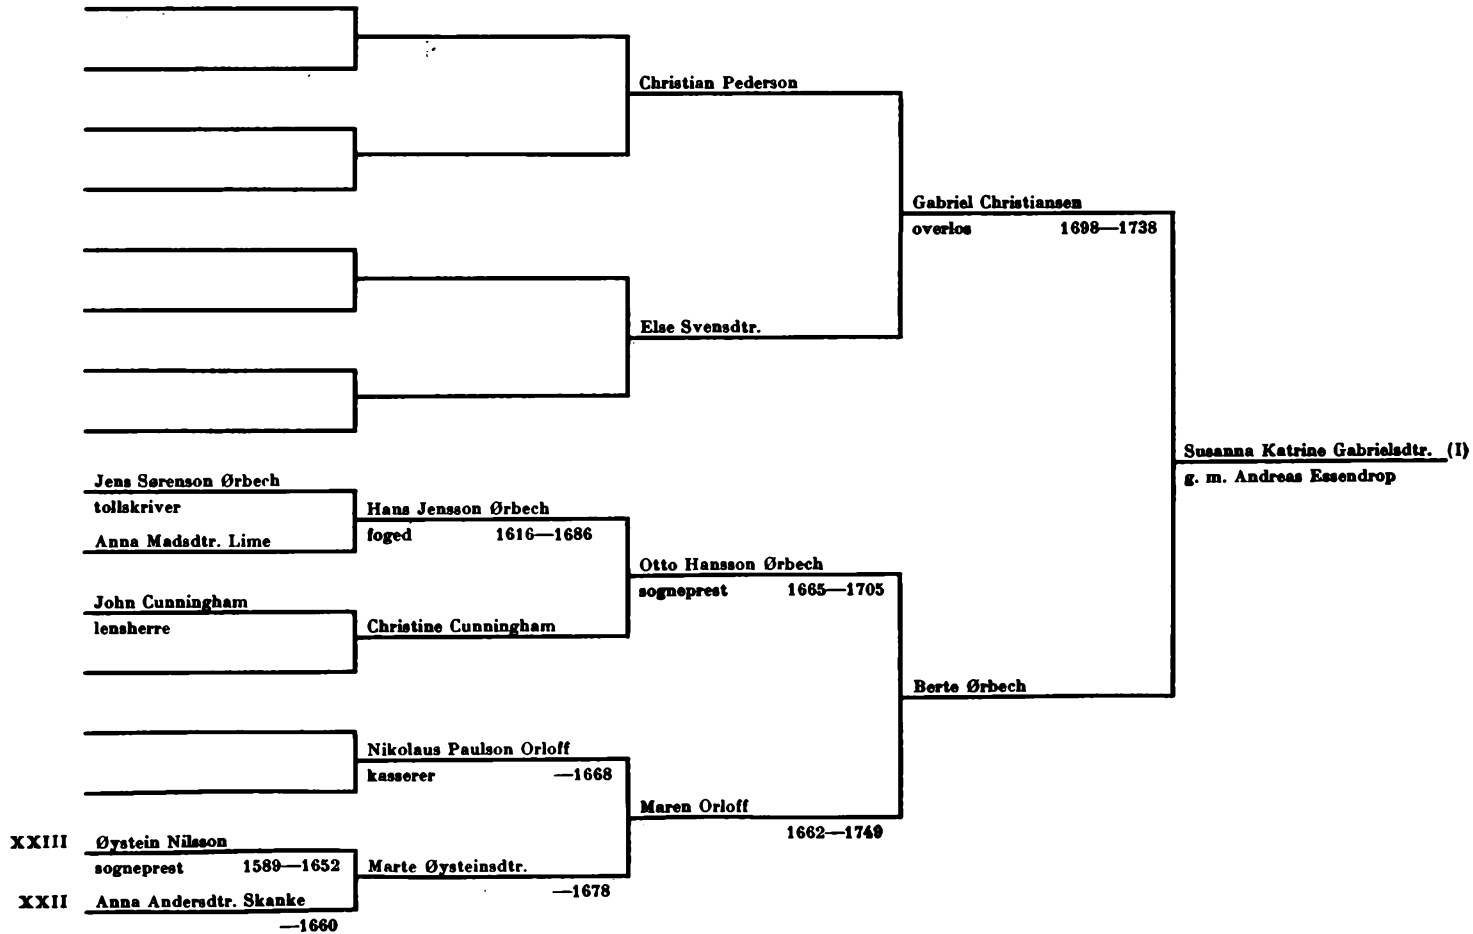 Christian Pederson
Gabriel Christiansen
overlos 1698—1738
Else Svensdtr.
Susanna Katrine Gabrielsdtr. (I)
g. m. Andreas Essendrop
Jens Sørenson Ørbech
tollskriver
Hans Jensson Ørbech
foged 1616—1686
Anna Madsdtr. Lime
Otto Hansson Ørbech
sogneprest 1665—1705
John Cunningham
lensherre
Christine Cunningham
Berte Ørbech
Nikolaus Paulson Orloff
kasserer —1668
Maren Orloff
1662—1749
XXIII Øystein Nilsson
sogneprest 1589—1652
Marte Øysteinsdtr.
—1678
XXII Anna Andersdtr. Skanke
—1660